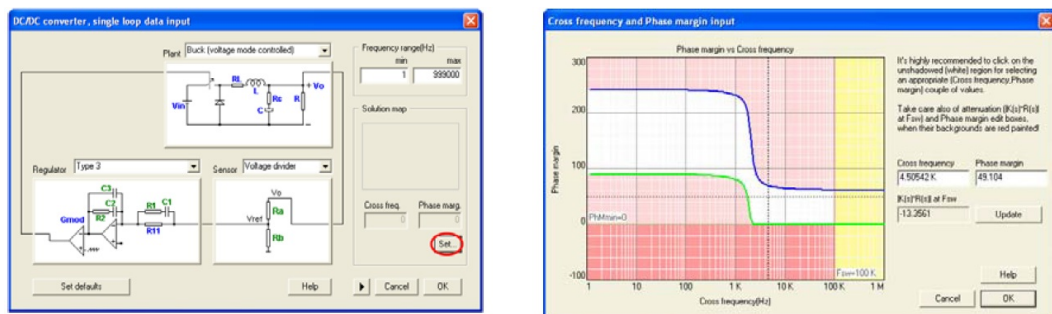 DC/DC converter, single loop data input
Plant Buck (voltage mode controlled)
RL
L
+ Vo
Vin
Rc
C
R
Frequency range(Hz)
min max
1 999000
Solution map
Regulator Type 3
Sensor Voltage divider
C3
C2
R2
R1 C1
R11
Gmod
Vo
Ra
Vref
Rb
Cross freq. Phase marg.
0 0
Set...
Set defaults Help Cancel OK
Cross frequency and Phase margin input
Phase margin vs Cross frequency
300
200
100
0
-100
Phase margin
PhMmin=0
Fsw=100 K
1 10 100 1 K 10 K 100 K 1 M
Cross frequency(Hz)
It's highly recommended to click on the
unshadowed (white) region for selecting
an appropriate (Cross frequency,Phase
margin) couple of values.
Take care also of attenuation (|K(s)*R(s)|
at Fsw) and Phase margin edit boxes,
when their backgrounds are red painted!
Cross frequency Phase margin
4.50542 K 49.104
|K(s)*R(s)| at Fsw
-13.3561 Update
Help
Cancel OK